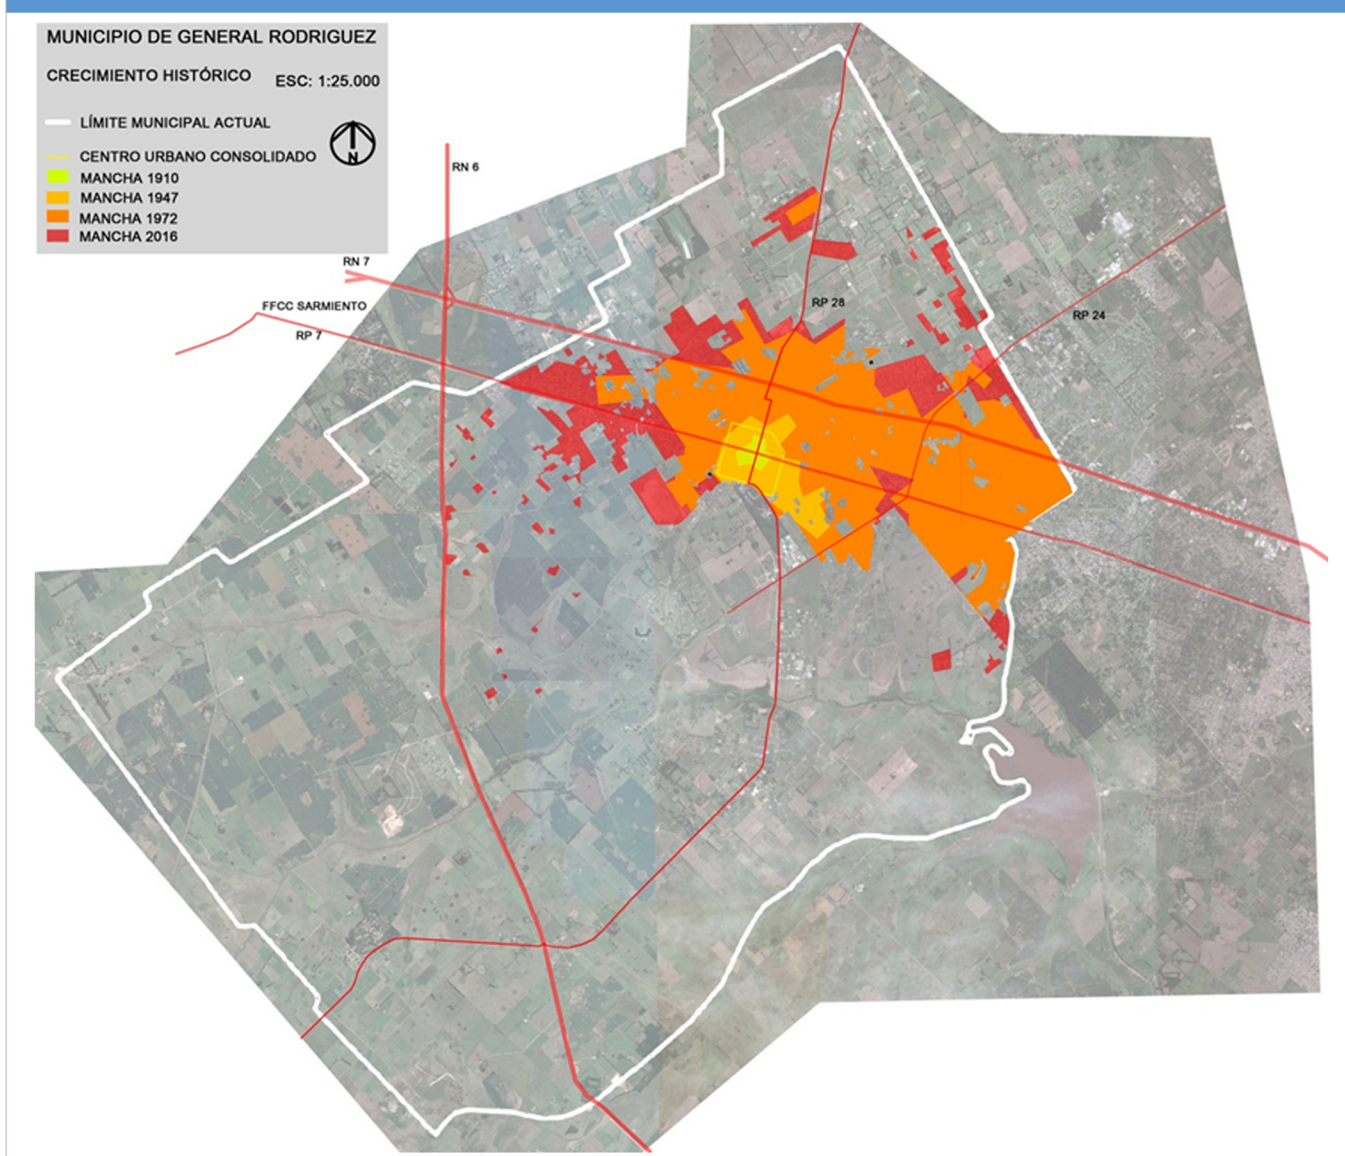 MUNICIPIO DE GENERAL RODRIGUEZ
CRECIMIENTO HISTÓRICO ESC: 1:25.000
LÍMITE MUNICIPAL ACTUAL
N
CENTRO URBANO CONSOLIDADO
MANCHA 1910
MANCHA 1947
MANCHA 1972
MANCHA 2016
RN 6
RN 7
FFCC SARMIENTO
RP 7
RP 28
RP 24